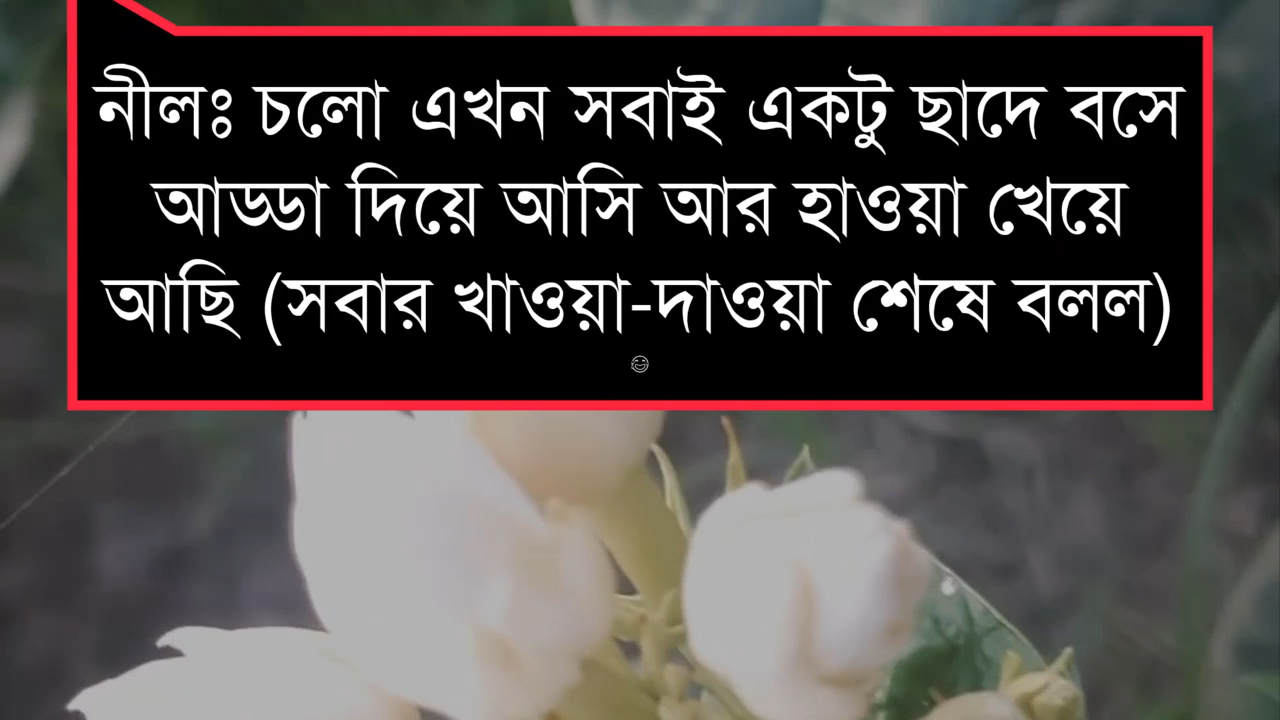 নীলঃ চলো এখন সবাই একটু ছাদে বসে
আড্ডা দিয়ে আসি আর হাওয়া খেয়ে
আছি (সবার খাওয়া-দাওয়া শেষে বলল)
😅